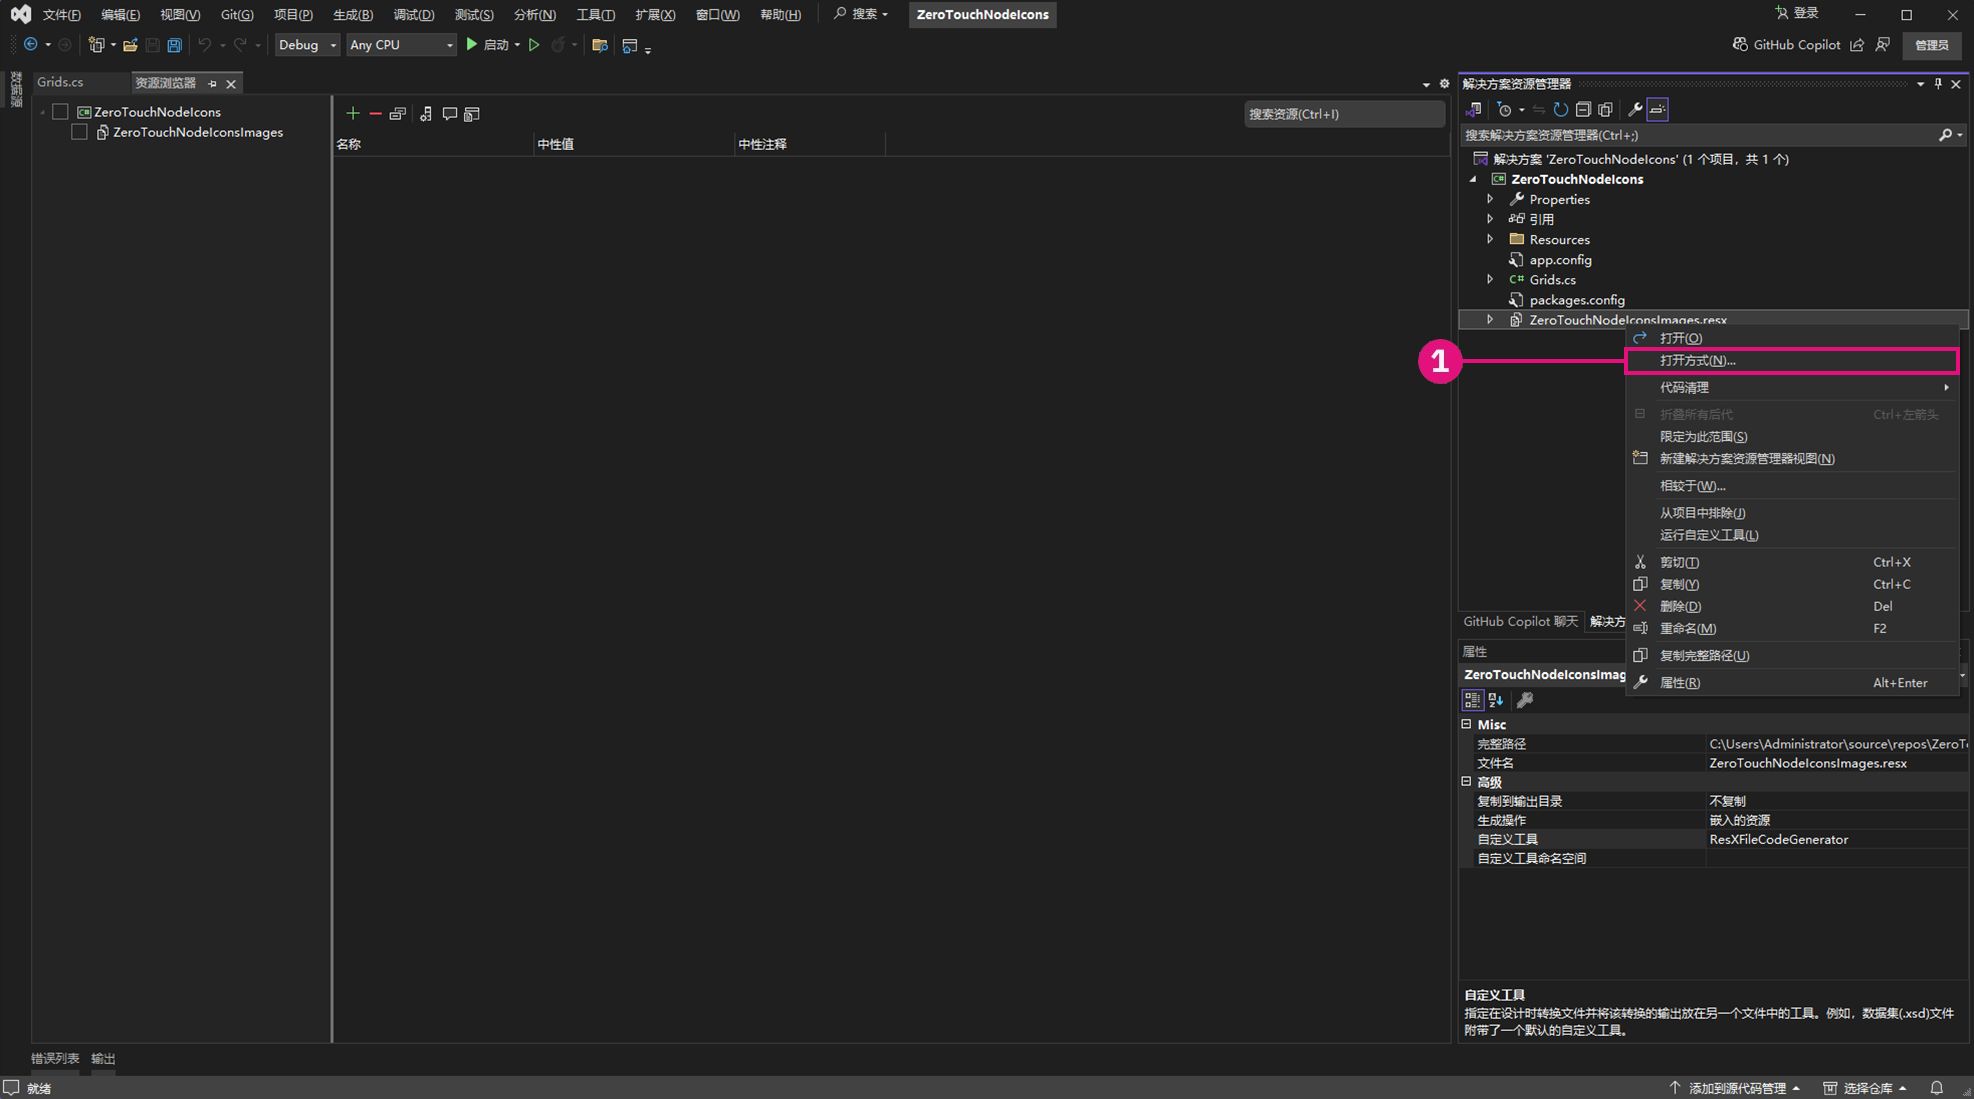 文件(F) 编辑(E) 视图(V) Git(G) 项目(P) 生成(B) 调试(D) 测试(S) 分析(N) 工具(T) 扩展(X) 窗口(W) 帮助(H) 搜索 ZeroTouchNodeIcons 登录
Debug Any CPU 启动 GitHub Copilot 管理员
Grids.cs 资源浏览器
ZeroTouchNodeIcons
ZeroTouchNodeIconsImages
搜索资源(Ctrl+I)
名称 中性值 中性注释
解决方案资源管理器
搜索解决方案资源管理器(Ctrl+;)
解决方案 'ZeroTouchNodeIcons' (1 个项目，共 1 个)
ZeroTouchNodeIcons
Properties
引用
Resources
app.config
C# Grids.cs
packages.config
ZeroTouchNodeIconsImages.resx
1
打开(O)
打开方式(N)...
代码清理
折叠所有后代 Ctrl+左箭头
限定为此范围(S)
新建解决方案资源管理器视图(N)
相较于(W)...
从项目中排除(J)
运行自定义工具(L)
剪切(T) Ctrl+X
复制(Y) Ctrl+C
删除(D) Del
重命名(M) F2
复制完整路径(U)
属性(R) Alt+Enter
GitHub Copilot 聊天 解决方
属性
ZeroTouchNodeIconsImag
Misc
完整路径 C:\Users\Administrator\source\repos\ZeroT
文件名 ZeroTouchNodeIconsImages.resx
高级
复制到输出目录 不复制
生成操作 嵌入的资源
自定义工具 ResXFileCodeGenerator
自定义工具命名空间
自定义工具
指定在设计时转换文件并将该转换的输出放在另一个文件中的工具。例如，数据集(.xsd)文件
附带了一个默认的自定义工具。
错误列表 输出
就绪 添加到源代码管理 选择仓库